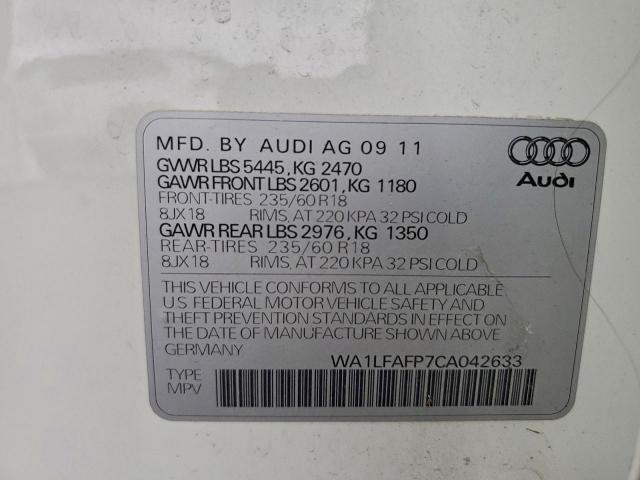 MFD. BY AUDI AG 09 11
GVWR LBS 5445, KG 2470
GAWR FRONT LBS 2601, KG 1180
FRONT-TIRES 235/60 R18
8JX18 RIMS, AT 220 KPA 32 PSI COLD
GAWR REAR LBS 2976, KG 1350
REAR-TIRES 235/60 R18
8JX18 RIMS, AT 220 KPA 32 PSI COLD
Audi
THIS VEHICLE CONFORMS TO ALL APPLICABLE
U.S. FEDERAL MOTOR VEHICLE SAFETY AND
THEFT PREVENTION STANDARDS IN EFFECT ON
THE DATE OF MANUFACTURE SHOWN ABOVE
GERMANY
WA1LFAFP7CA042633
TYPE
MPV